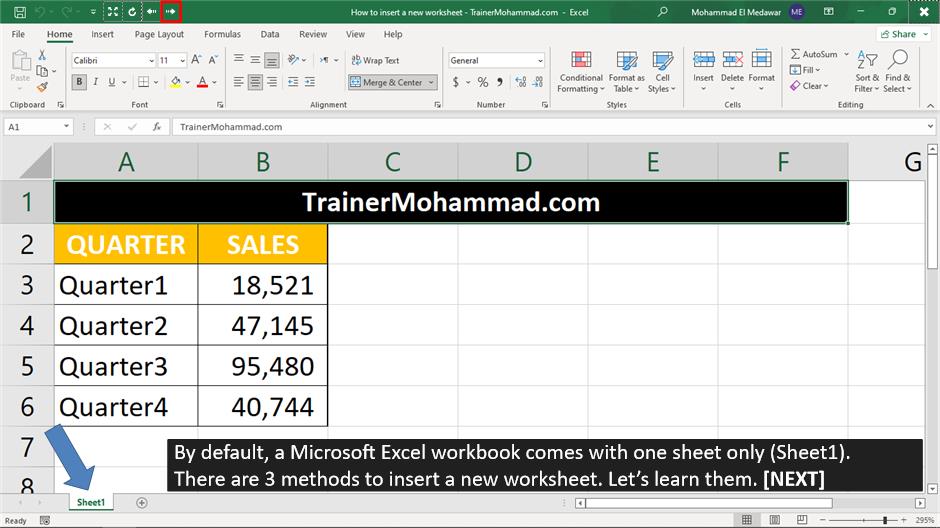 How to insert a new worksheet - TrainerMohammad.com - Excel
Mohammad El Medawar ME
File Home Insert Page Layout Formulas Data Review View Help Share
Calibri 11 A^ A˅ Wrap Text General AutoSum
Paste B I U A Merge & Center $ % , Conditional Formatting Format as Table Cell Styles Insert Delete Format Fill Clear Sort & Filter Find & Select
Clipboard Font Alignment Number Styles Cells Editing
A1 fx TrainerMohammad.com
A B C D E F G
1 TrainerMohammad.com
2 QUARTER SALES
3 Quarter1 18,521
4 Quarter2 47,145
5 Quarter3 95,480
6 Quarter4 40,744
7
8
By default, a Microsoft Excel workbook comes with one sheet only (Sheet1).
There are 3 methods to insert a new worksheet. Let’s learn them. [NEXT]
Sheet1
Ready 295%